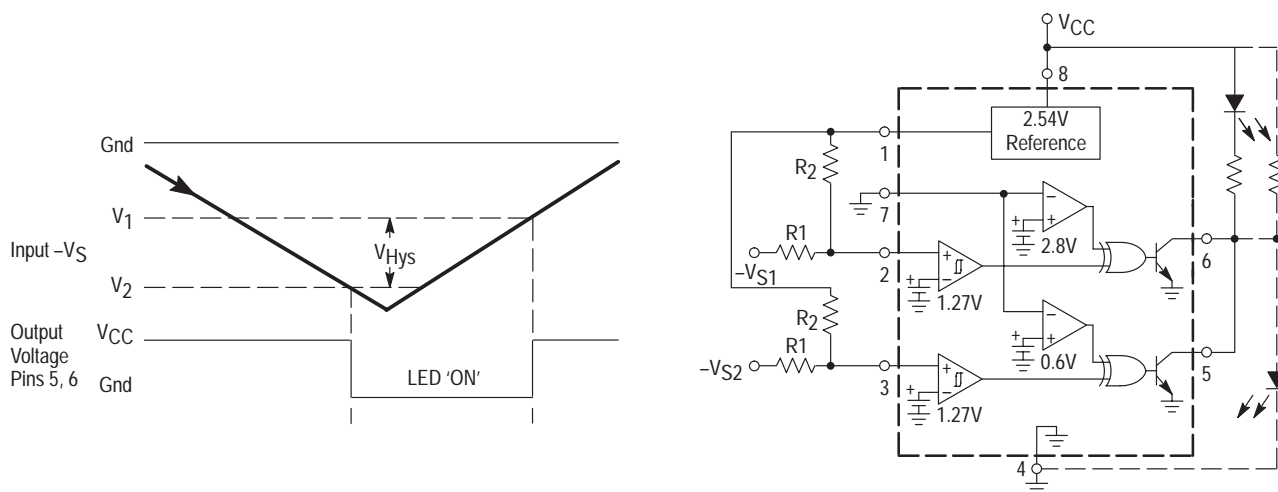 Gnd
V1
Input –VS
VHys
V2
Output
Voltage
Pins 5, 6
VCC
Gnd
LED 'ON'
VCC
8
2.54V
Reference
1
R2
7
–
+
2.8V
R1
–VS1
2
+
–
1.27V
6
R2
–
+
0.6V
R1
–VS2
3
+
–
1.27V
5
4